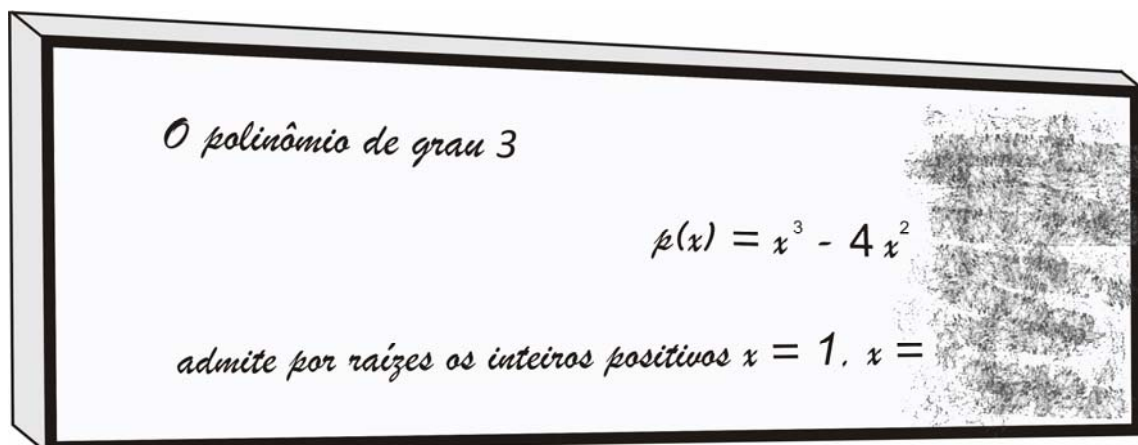 O polinômio de grau 3
p(x) = x³ - 4x²
admite por raízes os inteiros positivos x = 1, x =